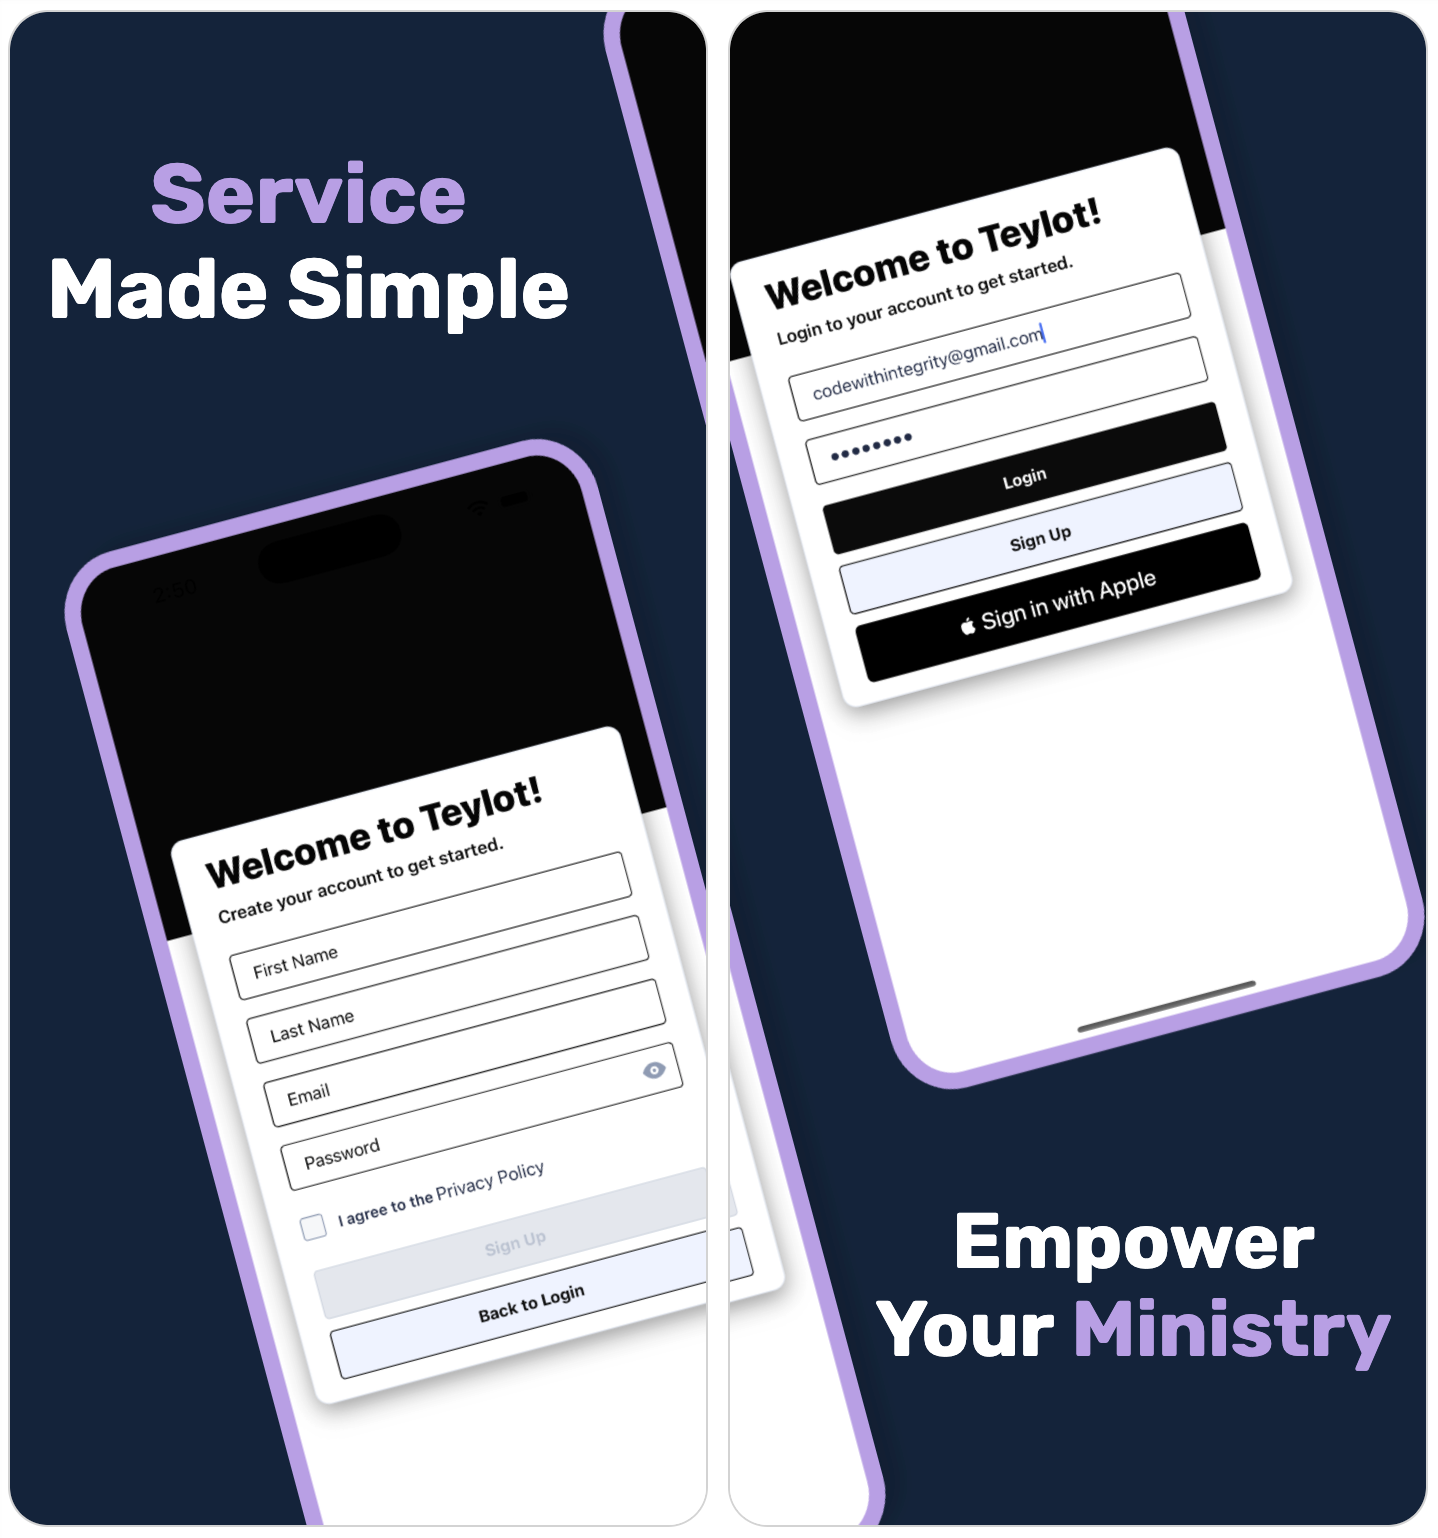 Service
Made Simple
2:50
Welcome to Teylot!
Create your account to get started.
First Name
Last Name
Email
Password
I agree to the Privacy Policy
Sign Up
Back to Login
Welcome to Teylot!
Login to your account to get started.
codewithintegrity@gmail.com
Login
Sign Up
Sign in with Apple
Empower
Your Ministry